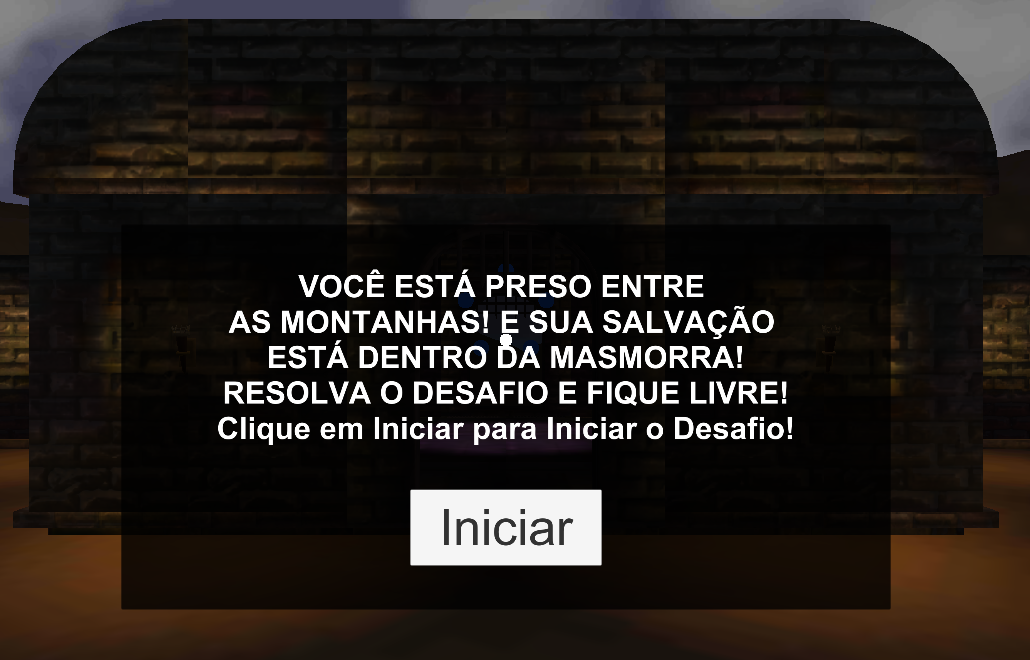 VOCÊ ESTÁ PRESO ENTRE
AS MONTANHAS! E SUA SALVAÇÃO
ESTÁ DENTRO DA MASMORRA!
RESOLVA O DESAFIO E FIQUE LIVRE!
Clique em Iniciar para Iniciar o Desafio!
Iniciar